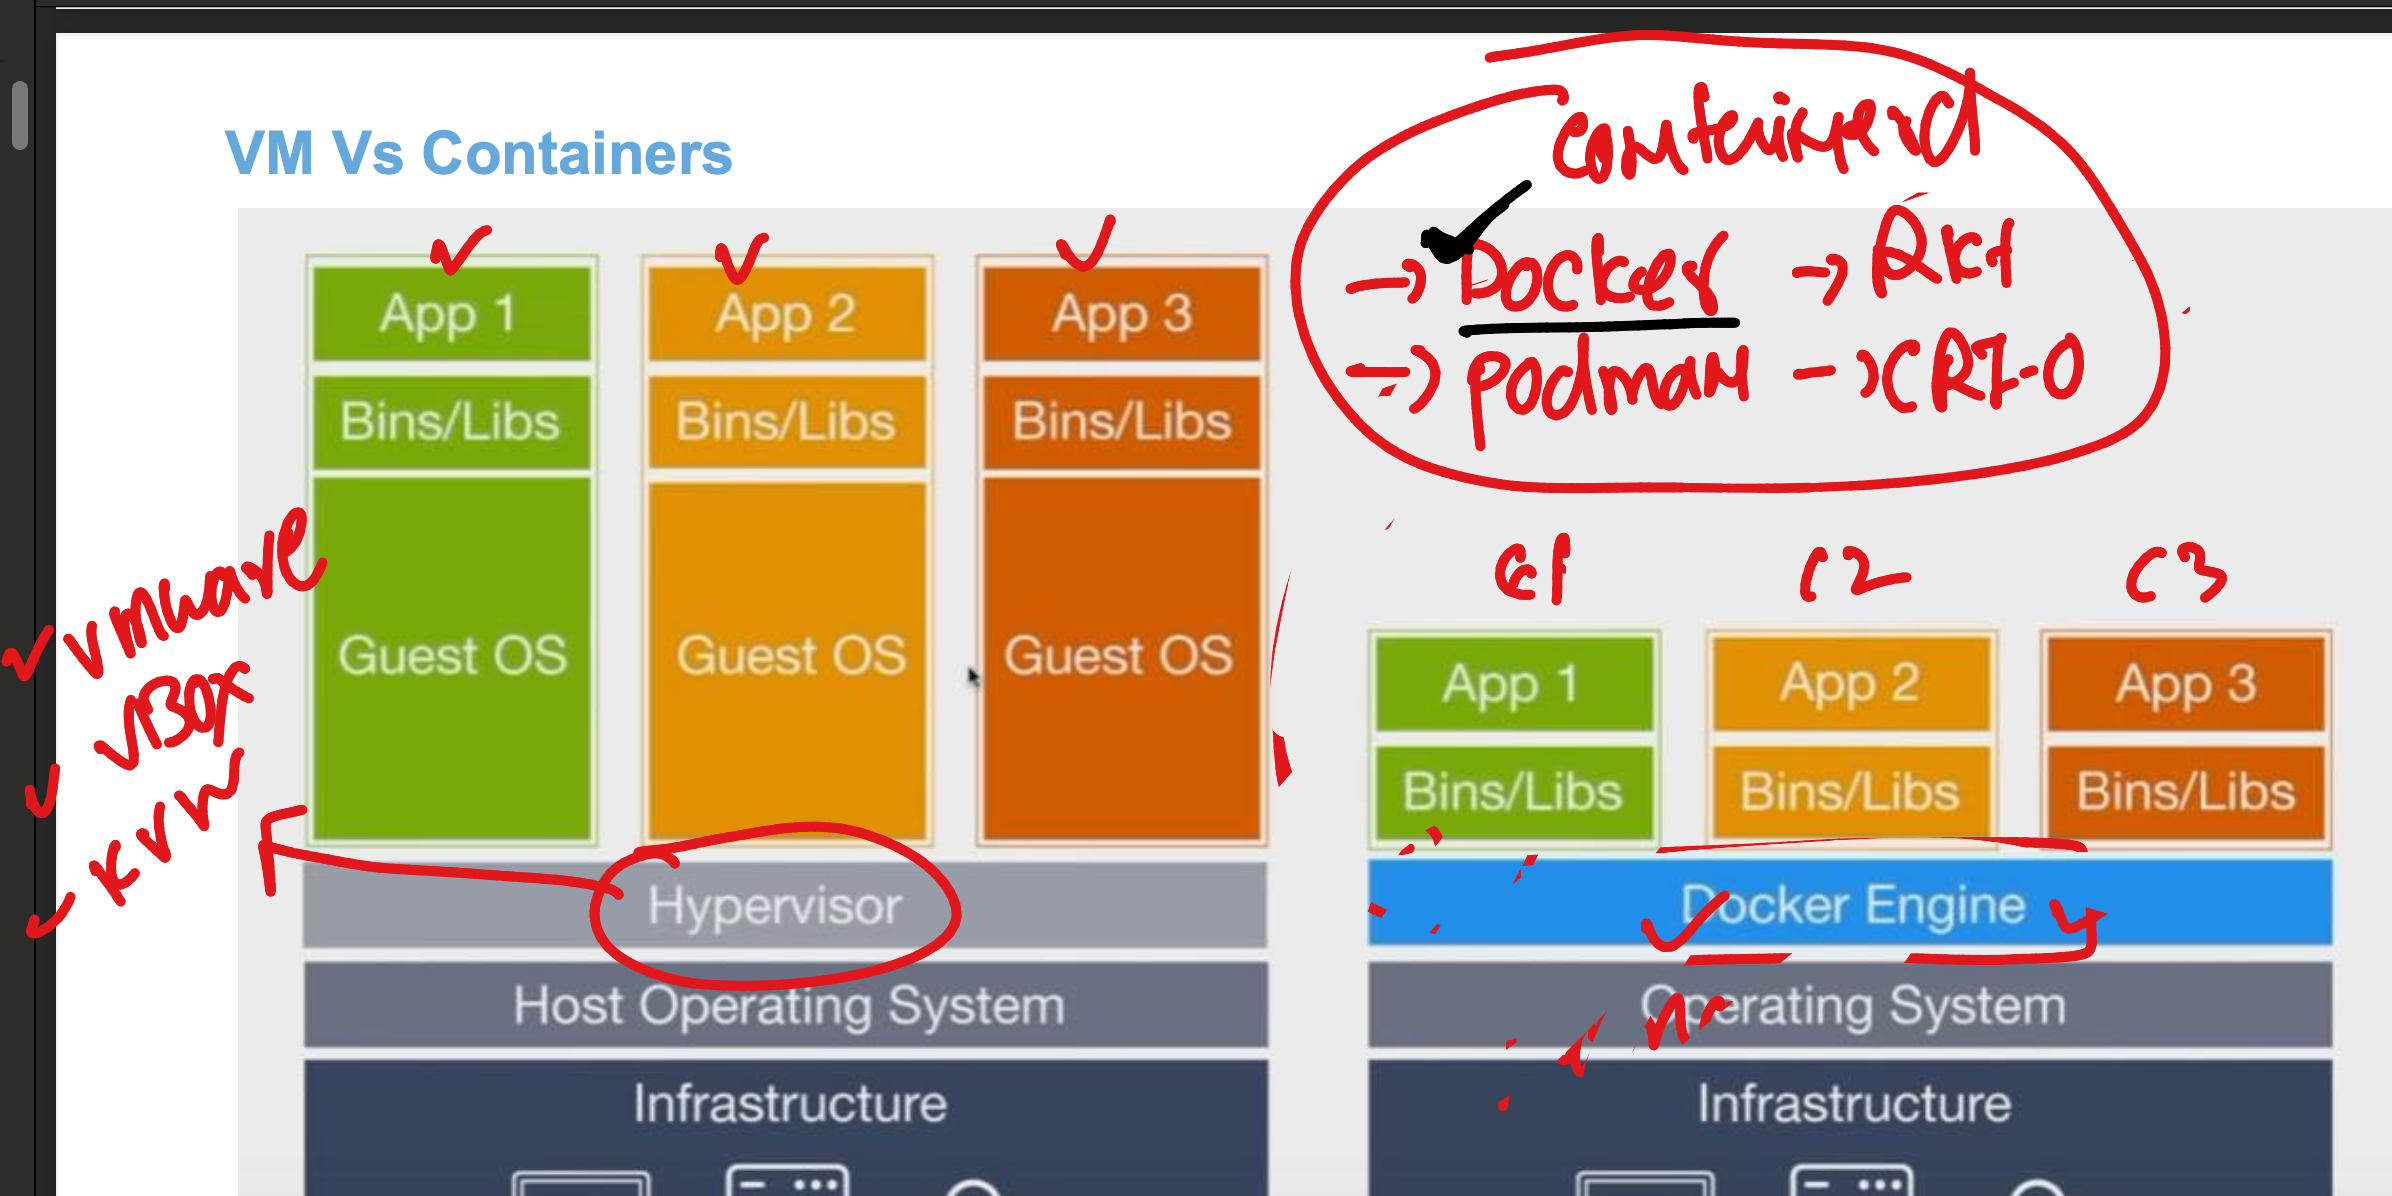 VM Vs Containers
containerd
→ Docker → Rkt
→ podman → CRI-O
App 1 App 2 App 3
Bins/Libs Bins/Libs Bins/Libs
Guest OS Guest OS Guest OS
vmware
VBOX
KVM
Hypervisor
Host Operating System
Infrastructure
C1 C2 C3
App 1 App 2 App 3
Bins/Libs Bins/Libs Bins/Libs
Docker Engine
Operating System
Infrastructure